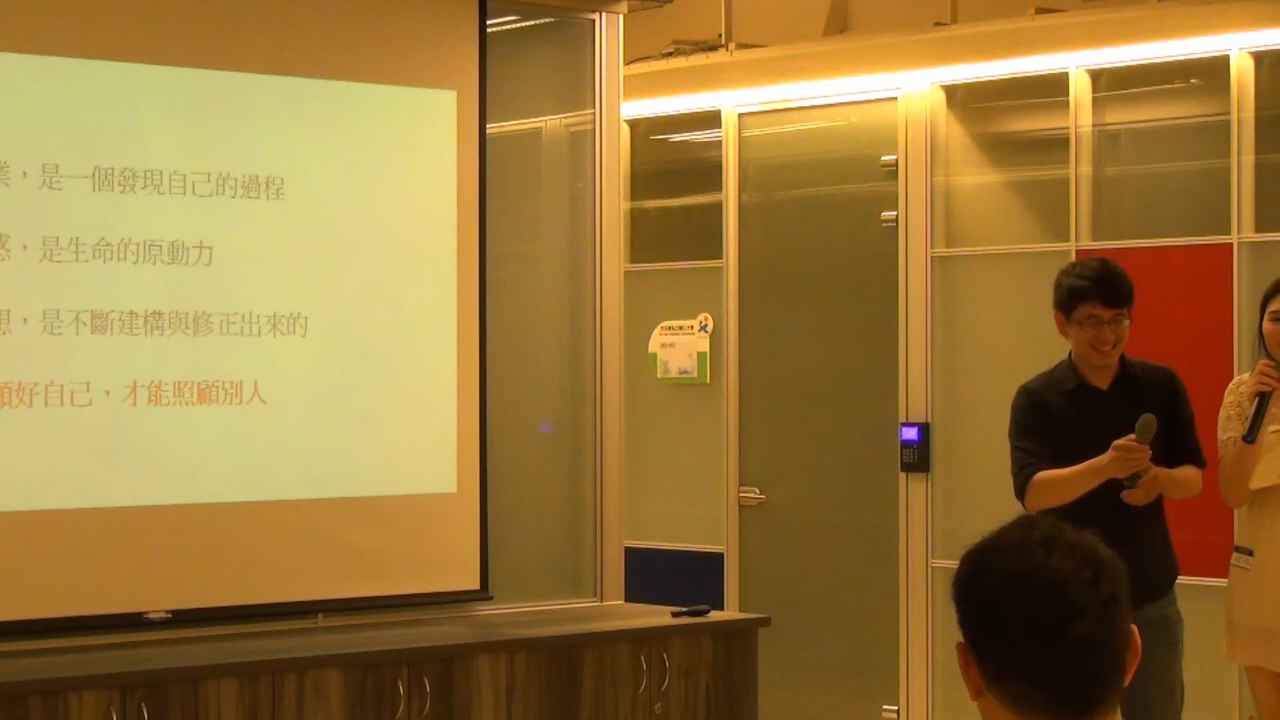 業，是一個發現自己的過程
感，是生命的原動力
想，是不斷建構與修正出來的
顧好自己，才能照顧別人